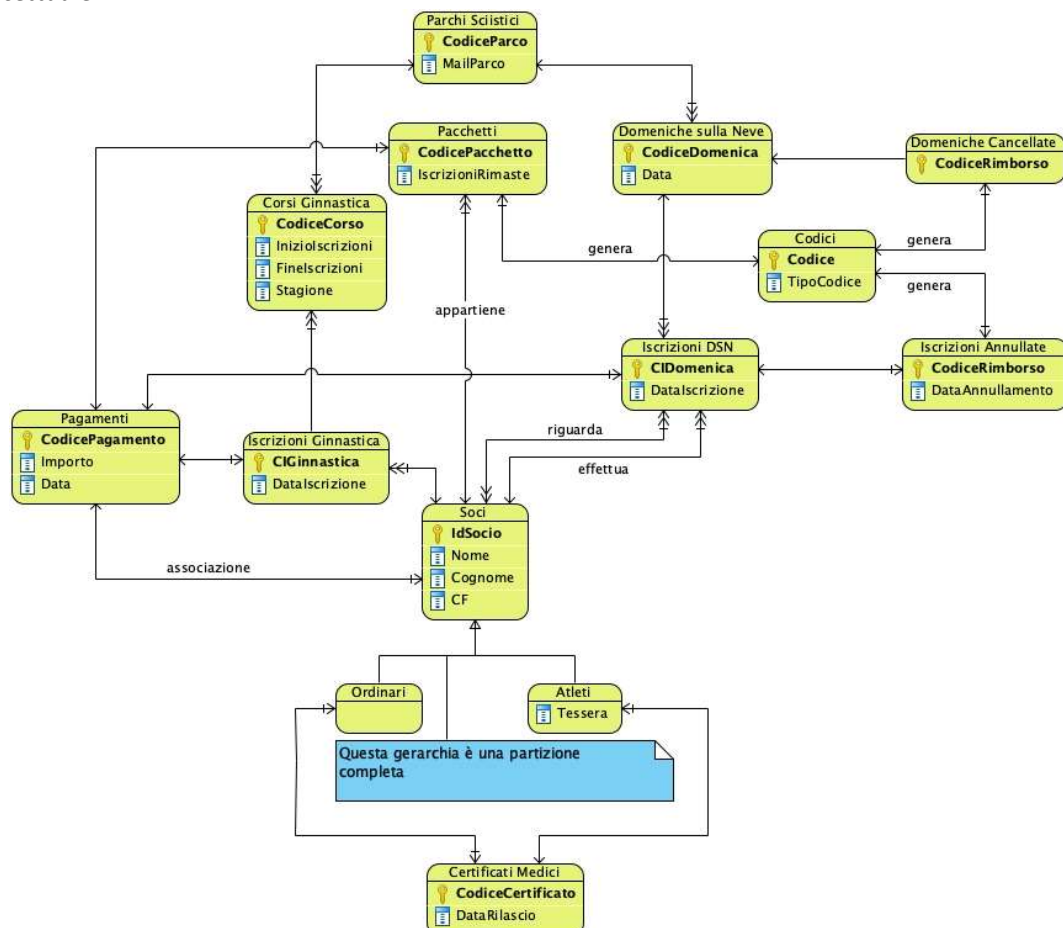 Parchi Sciistici
CodiceParco
MailParco
Pacchetti
CodicePacchetto
IscrizioniRimaste
Domeniche sulla Neve
CodiceDomenica
Data
Domeniche Cancellate
CodiceRimborso
Corsi Ginnastica
CodiceCorso
InizioIscrizioni
FineIscrizioni
Stagione
genera
Codici
Codice
TipoCodice
genera
genera
appartiene
Iscrizioni DSN
CIDomenica
DataIscrizione
Iscrizioni Annullate
CodiceRimborso
DataAnnullamento
Pagamenti
CodicePagamento
Importo
Data
Iscrizioni Ginnastica
CIGinnastica
DataIscrizione
riguarda
effettua
Soci
IdSocio
Nome
Cognome
CF
associazione
Ordinari
Atleti
Tessera
Questa gerarchia è una partizione
completa
Certificati Medici
CodiceCertificato
DataRilascio